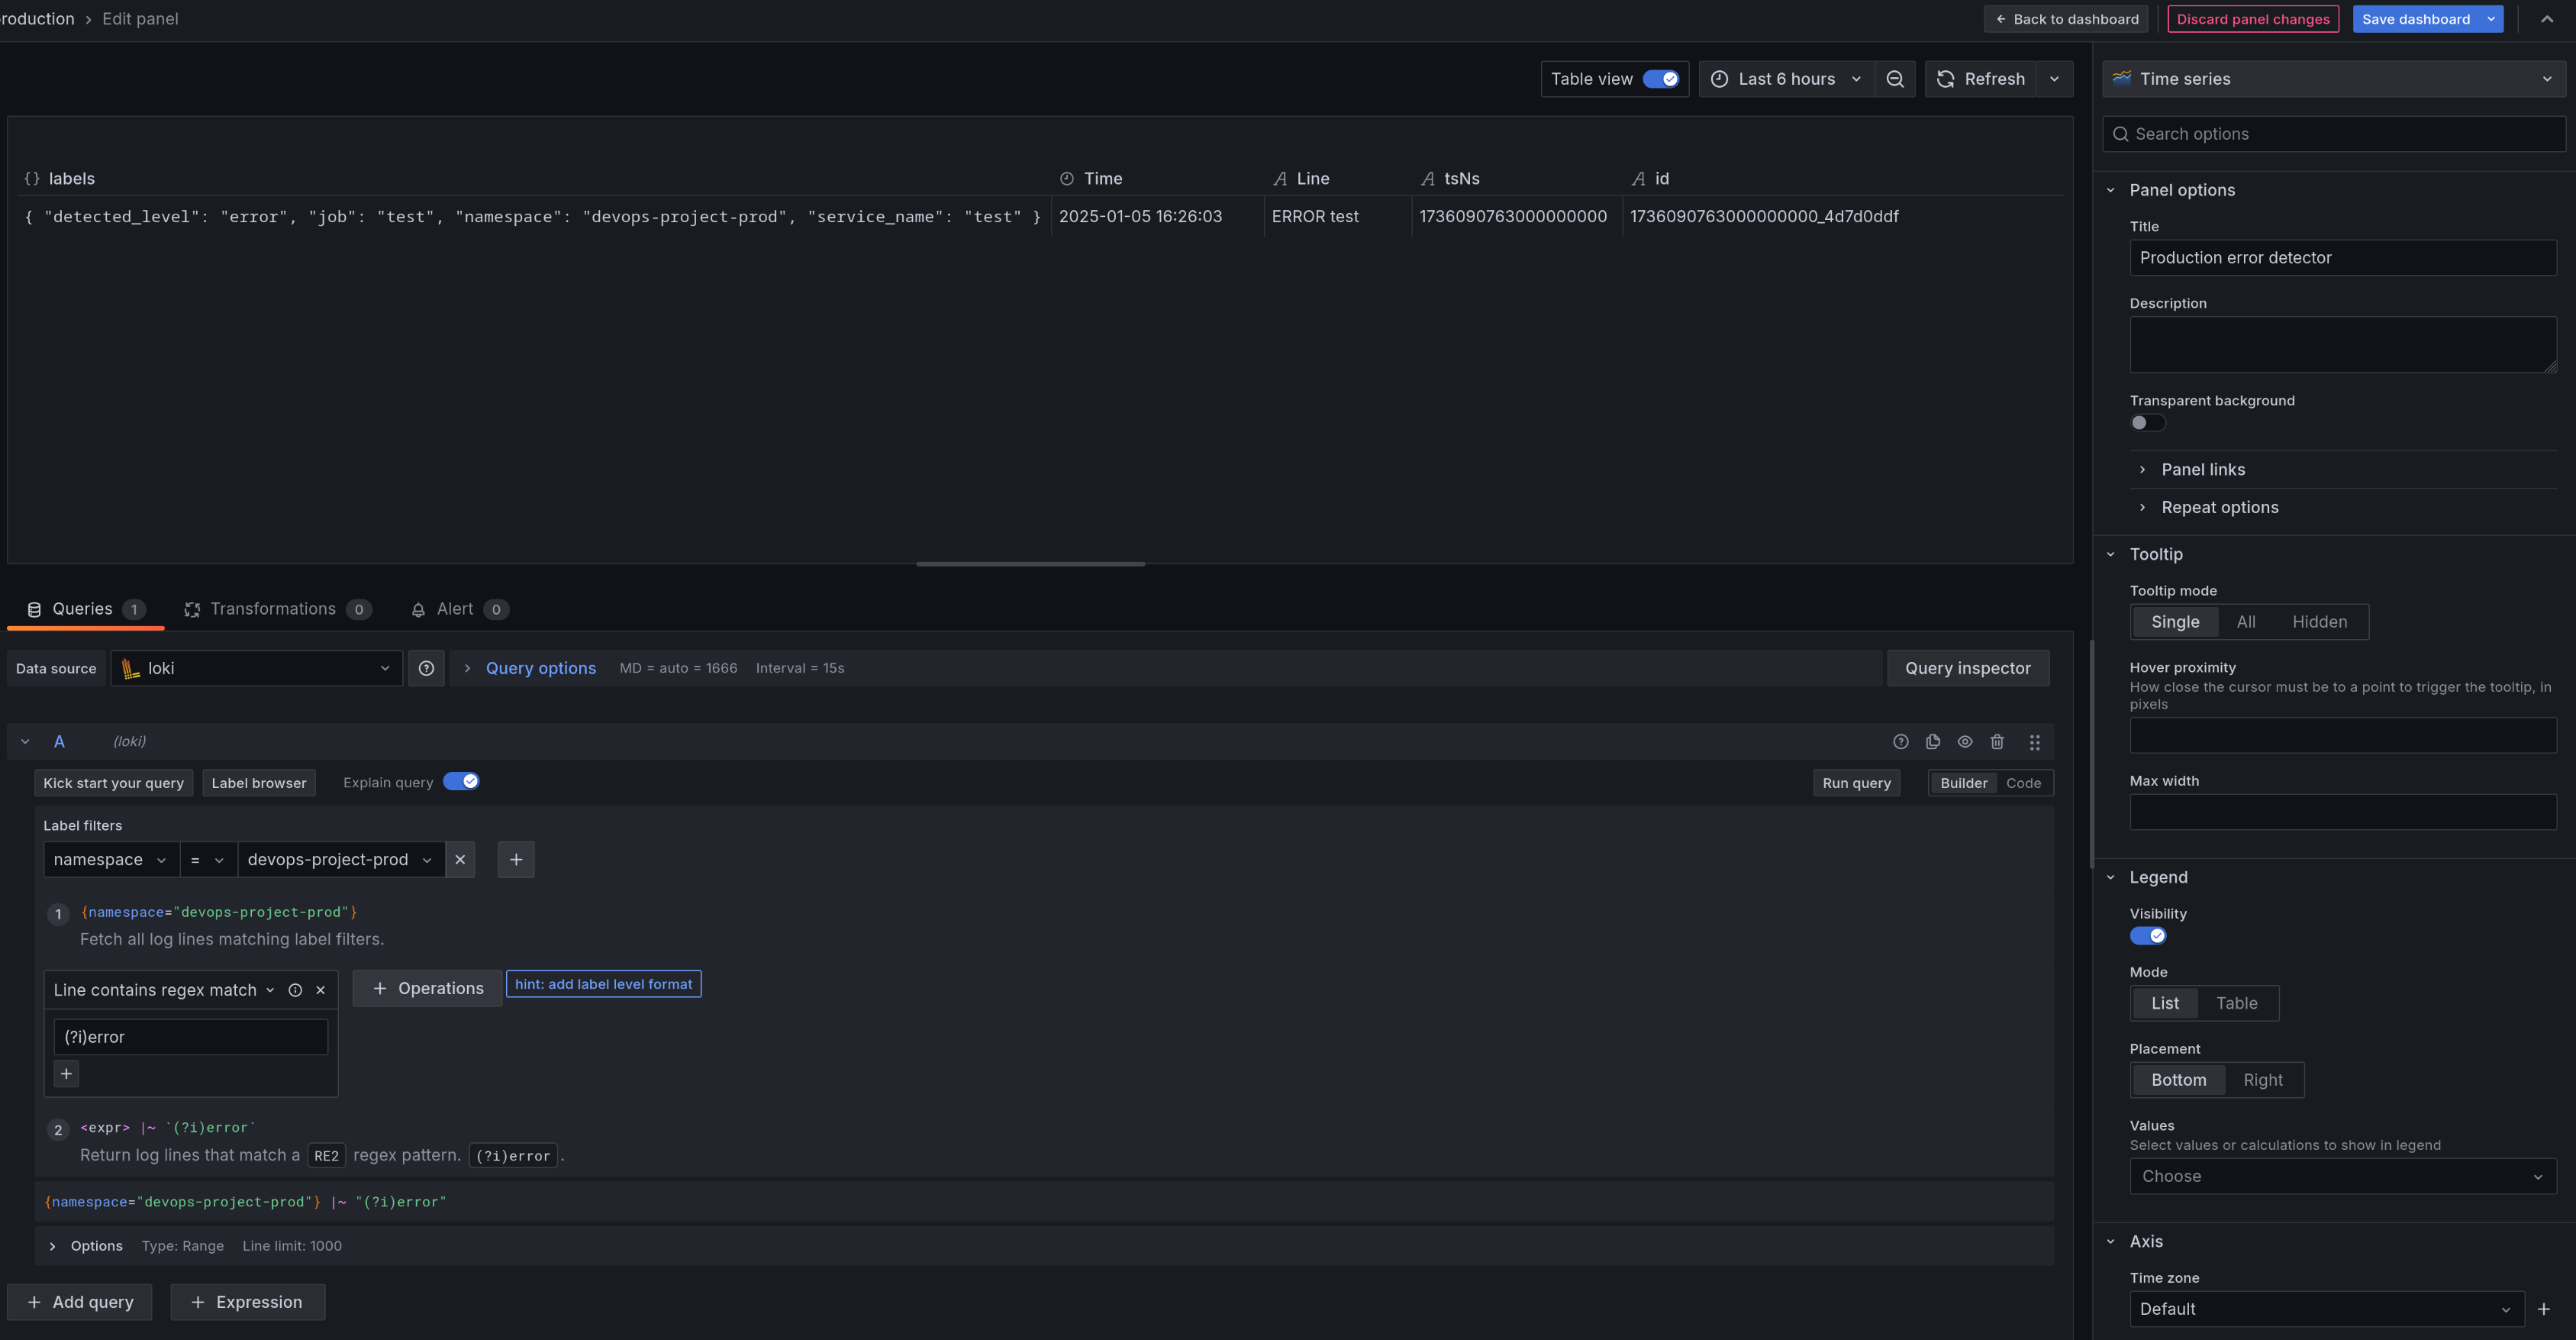 roduction › Edit panel
Back to dashboard
Discard panel changes
Save dashboard
Table view
Last 6 hours
Refresh
Time series
Search options
{} labels Time Line tsNs id
{ "detected_level": "error", "job": "test", "namespace": "devops-project-prod", "service_name": "test" } 2025-01-05 16:26:03 ERROR test 1736090763000000000 1736090763000000000_4d7d0ddf
Queries 1 Transformations 0 Alert 0
Data source loki Query options MD = auto = 1666 Interval = 15s Query inspector
A (loki)
Kick start your query Label browser Explain query Run query Builder Code
Label filters
namespace = devops-project-prod
1 {namespace="devops-project-prod"}
Fetch all log lines matching label filters.
Line contains regex match + Operations hint: add label level format
(?i)error
+
2 <expr> |~ `(?i)error`
Return log lines that match a RE2 regex pattern. (?i)error .
{namespace="devops-project-prod"} |~ "(?i)error"
Options Type: Range Line limit: 1000
+ Add query + Expression
Panel options
Title
Production error detector
Description
Transparent background
Panel links
Repeat options
Tooltip
Tooltip mode
Single All Hidden
Hover proximity
How close the cursor must be to a point to trigger the tooltip, in
pixels
Max width
Legend
Visibility
Mode
List Table
Placement
Bottom Right
Values
Select values or calculations to show in legend
Choose
Axis
Time zone
Default +